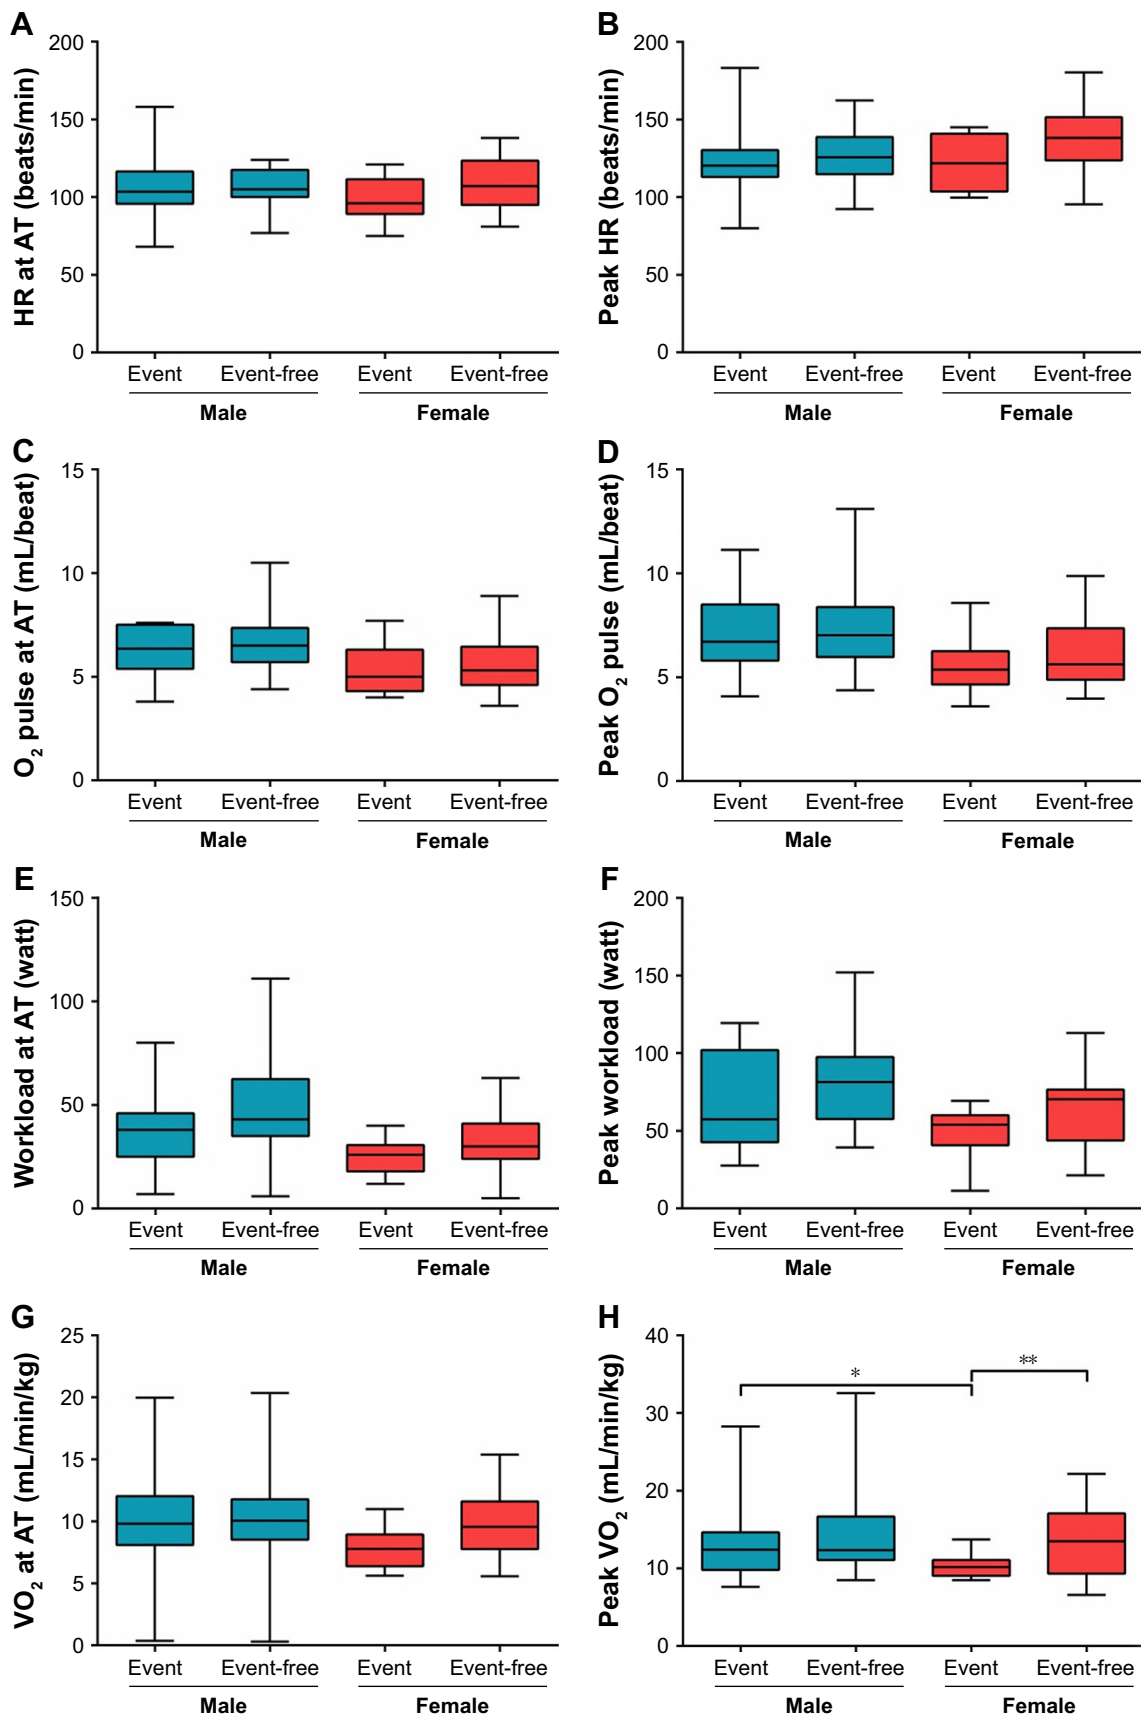 A
HR at AT (beats/min)
200
150
100
50
0
Event Event-free Event Event-free
Male Female
B
Peak HR (beats/min)
200
150
100
50
0
Event Event-free Event Event-free
Male Female
C
O2 pulse at AT (mL/beat)
15
10
5
0
Event Event-free Event Event-free
Male Female
D
Peak O2 pulse (mL/beat)
15
10
5
0
Event Event-free Event Event-free
Male Female
E
Workload at AT (watt)
150
100
50
0
Event Event-free Event Event-free
Male Female
F
Peak workload (watt)
200
150
100
50
0
Event Event-free Event Event-free
Male Female
G
VO2 at AT (mL/min/kg)
25
20
15
10
5
0
Event Event-free Event Event-free
Male Female
H
Peak VO2 (mL/min/kg)
40
30
20
10
0
* **
Event Event-free Event Event-free
Male Female